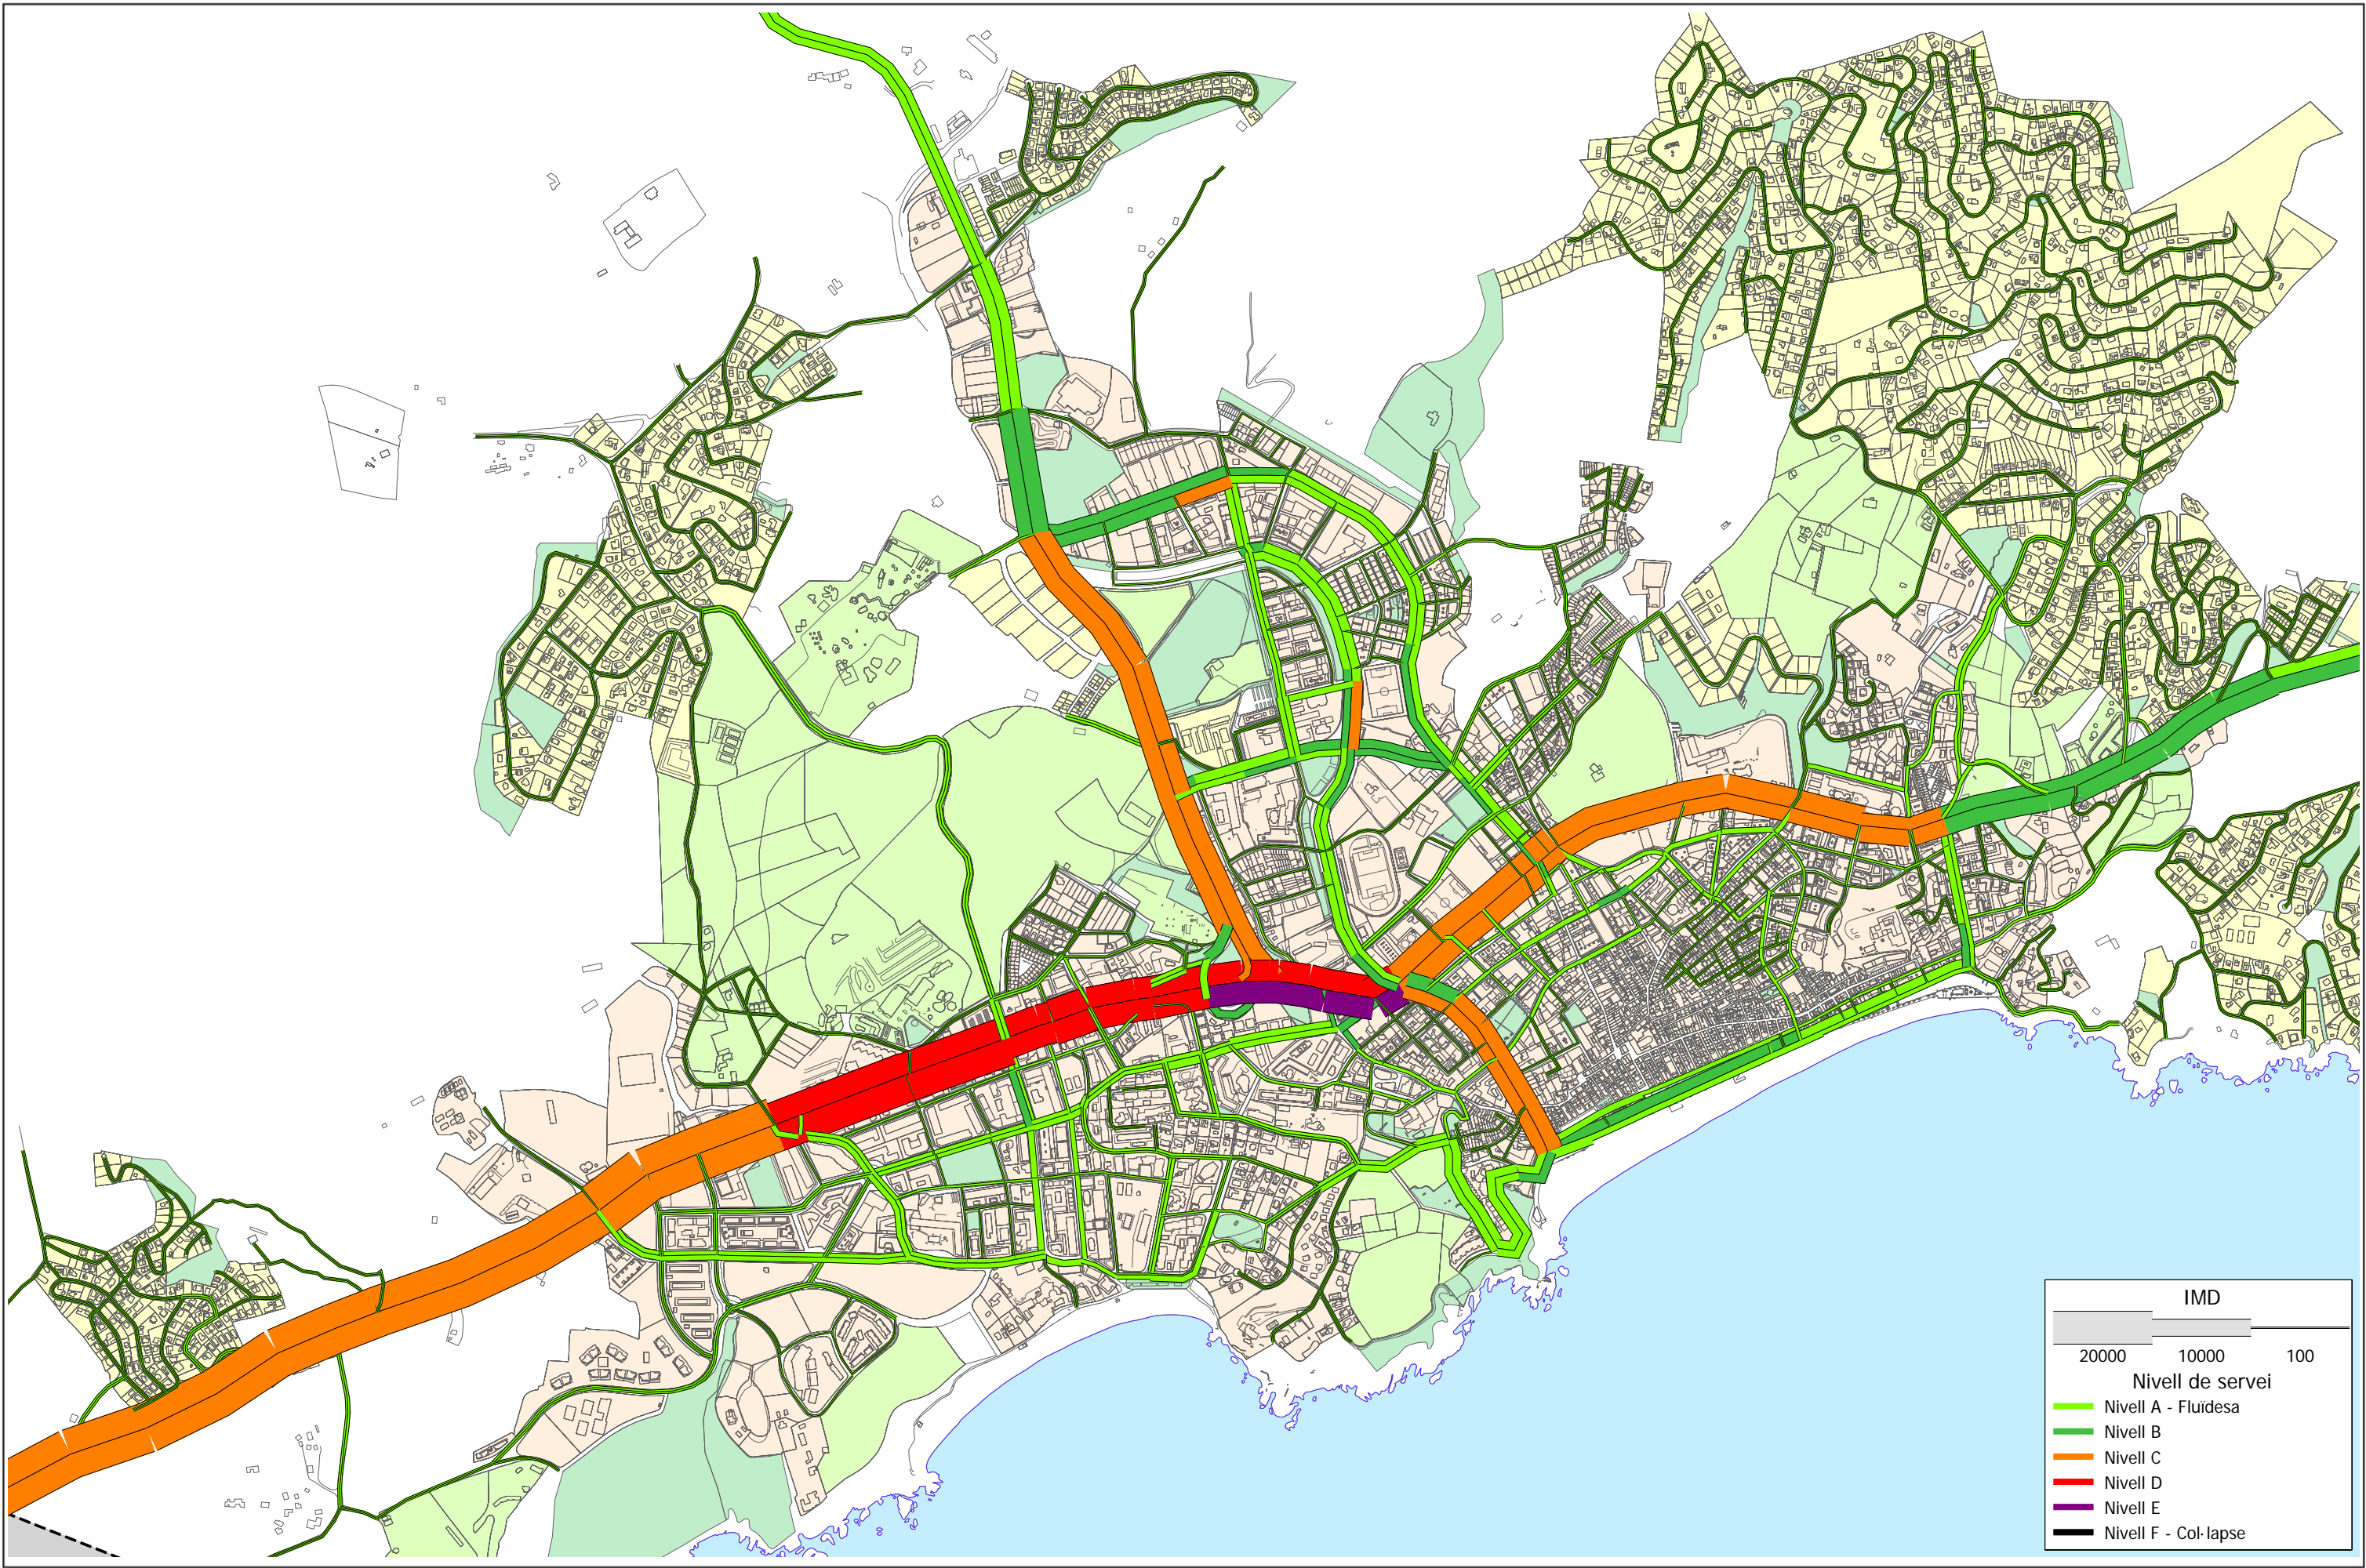 IMD
20000 10000 100
Nivell de servei
Nivell A - Fluïdesa
Nivell B
Nivell C
Nivell D
Nivell E
Nivell F - Col·lapse